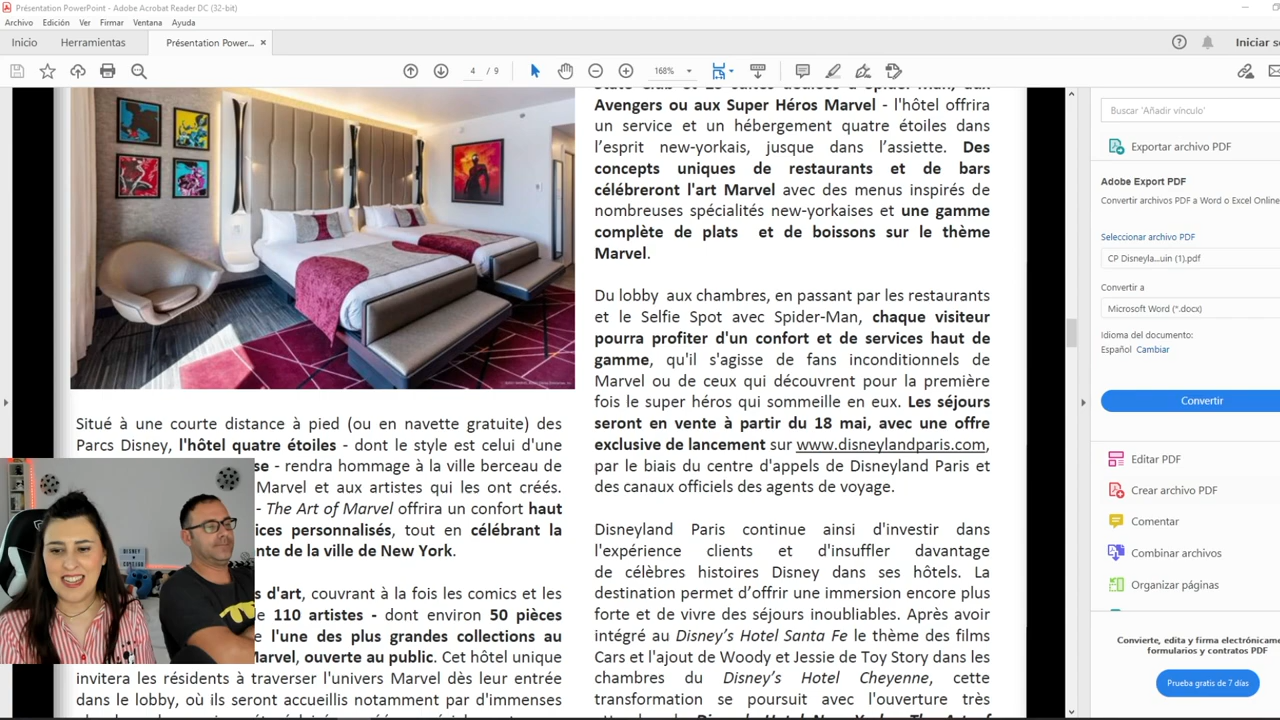 Présentation PowerPoint - Adobe Acrobat Reader DC (32-bit)
Archivo Edición Ver Firmar Ventana Ayuda
Inicio Herramientas Présentation Power... × Iniciar se
4 / 9 168%
Avengers ou aux Super Héros Marvel - l'hôtel offrira
un service et un hébergement quatre étoiles dans
l'esprit new-yorkais, jusque dans l'assiette. Des
concepts uniques de restaurants et de bars
célébreront l'art Marvel avec des menus inspirés de
nombreuses spécialités new-yorkaises et une gamme
complète de plats et de boissons sur le thème
Marvel.
Du lobby aux chambres, en passant par les restaurants
et le Selfie Spot avec Spider-Man, chaque visiteur
pourra profiter d'un confort et de services haut de
gamme, qu'il s'agisse de fans inconditionnels de
Marvel ou de ceux qui découvrent pour la première
fois le super héros qui sommeille en eux. Les séjours
seront en vente à partir du 18 mai, avec une offre
exclusive de lancement sur www.disneylandparis.com,
par le biais du centre d'appels de Disneyland Paris et
des canaux officiels des agents de voyage.
Disneyland Paris continue ainsi d'investir dans
l'expérience clients et d'insuffler davantage
de célèbres histoires Disney dans ses hôtels. La
destination permet d'offrir une immersion encore plus
forte et de vivre des séjours inoubliables. Après avoir
intégré au Disney's Hotel Santa Fe le thème des films
Cars et l'ajout de Woody et Jessie de Toy Story dans les
chambres du Disney's Hotel Cheyenne, cette
transformation se poursuit avec l'ouverture très
Situé à une courte distance à pied (ou en navette gratuite) des
Parcs Disney, l'hôtel quatre étoiles - dont le style est celui d'une
se - rendra hommage à la ville berceau de
Marvel et aux artistes qui les ont créés.
- The Art of Marvel offrira un confort haut
ices personnalisés, tout en célébrant la
nte de la ville de New York.
s d'art, couvrant à la fois les comics et les
e 110 artistes - dont environ 50 pièces
e l'une des plus grandes collections au
Marvel, ouverte au public. Cet hôtel unique
invitera les résidents à traverser l'univers Marvel dès leur entrée
dans le lobby, où ils seront accueillis notamment par d'immenses
Buscar 'Añadir vínculo'
Exportar archivo PDF
Adobe Export PDF
Convertir archivos PDF a Word o Excel Online
Seleccionar archivo PDF
CP Disneyla...uin (1).pdf
Convertir a
Microsoft Word (*.docx)
Idioma del documento:
Español Cambiar
Convertir
Editar PDF
Crear archivo PDF
Comentar
Combinar archivos
Organizar páginas
Convierte, edita y firma electrónicame
formularios y contratos PDF
Prueba gratis de 7 días